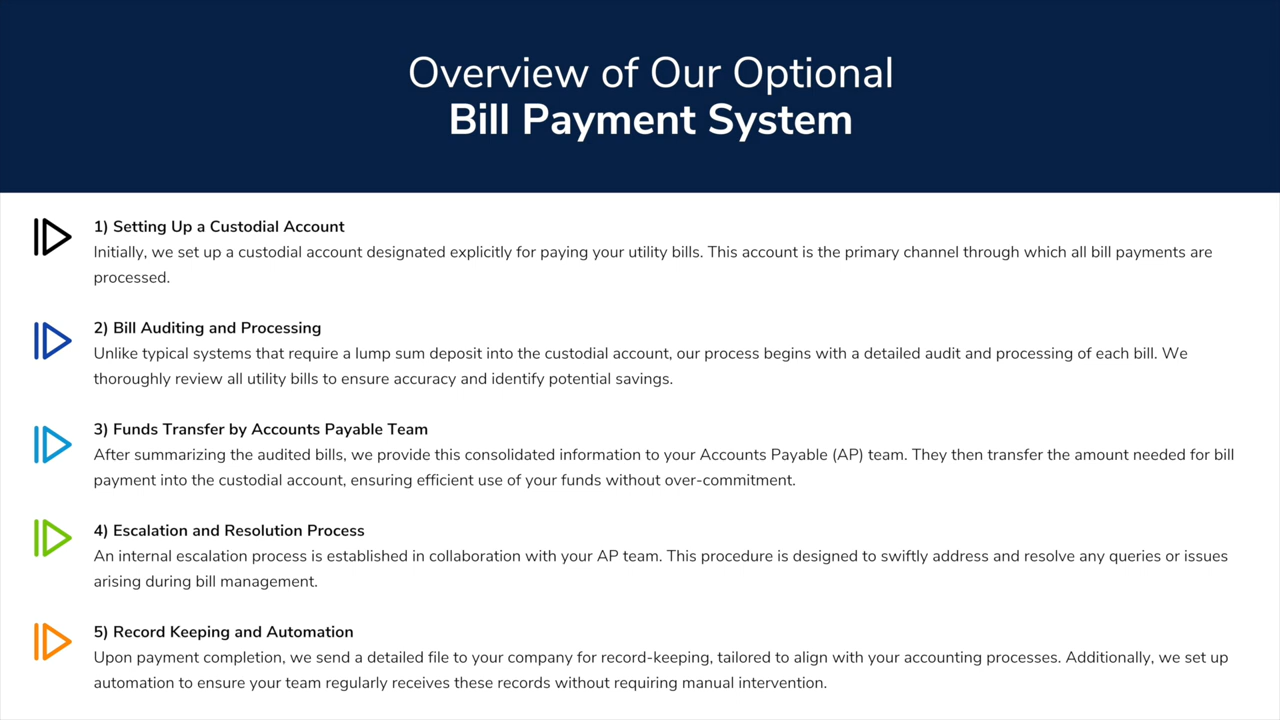 Overview of Our Optional
Bill Payment System
1) Setting Up a Custodial Account
Initially, we set up a custodial account designated explicitly for paying your utility bills. This account is the primary channel through which all bill payments are
processed.
2) Bill Auditing and Processing
Unlike typical systems that require a lump sum deposit into the custodial account, our process begins with a detailed audit and processing of each bill. We
thoroughly review all utility bills to ensure accuracy and identify potential savings.
3) Funds Transfer by Accounts Payable Team
After summarizing the audited bills, we provide this consolidated information to your Accounts Payable (AP) team. They then transfer the amount needed for bill
payment into the custodial account, ensuring efficient use of your funds without over-commitment.
4) Escalation and Resolution Process
An internal escalation process is established in collaboration with your AP team. This procedure is designed to swiftly address and resolve any queries or issues
arising during bill management.
5) Record Keeping and Automation
Upon payment completion, we send a detailed file to your company for record-keeping, tailored to align with your accounting processes. Additionally, we set up
automation to ensure your team regularly receives these records without requiring manual intervention.